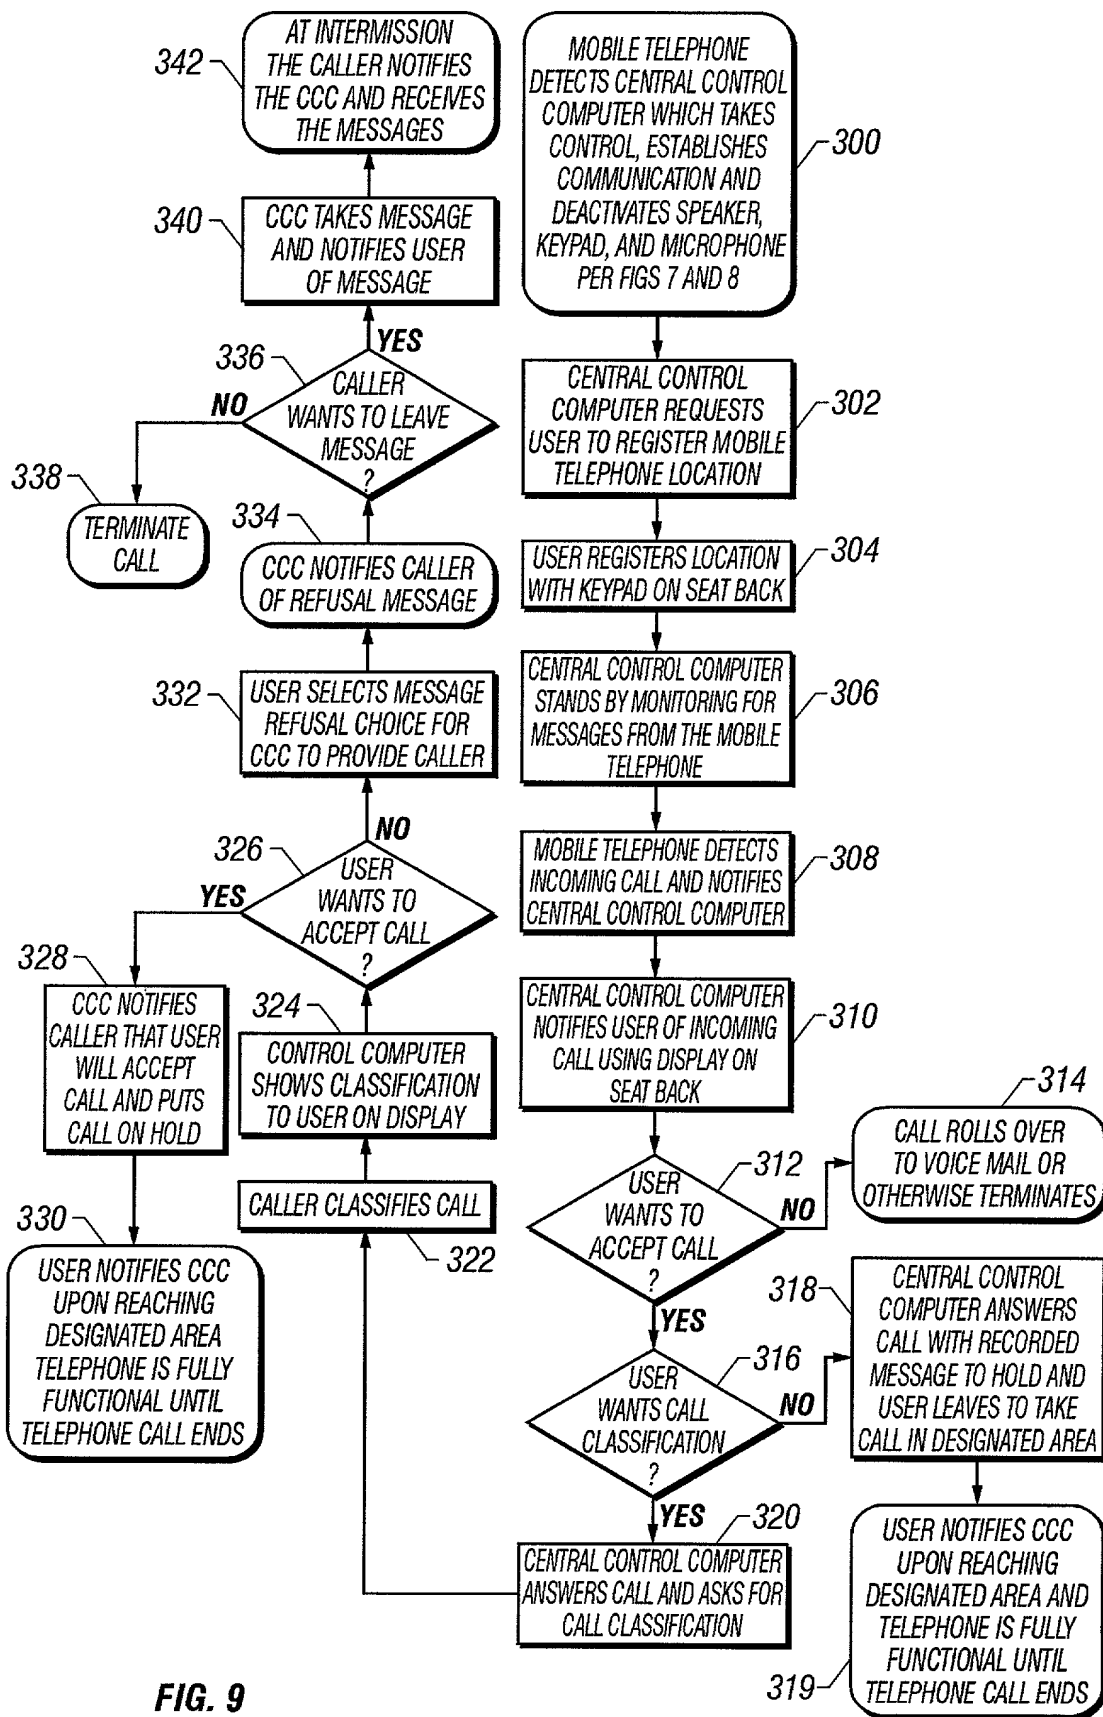 MOBILE TELEPHONE
DETECTS CENTRAL CONTROL
COMPUTER WHICH TAKES
CONTROL, ESTABLISHES
COMMUNICATION AND
DEACTIVATES SPEAKER,
KEYPAD, AND MICROPHONE
PER FIGS 7 AND 8
300
CENTRAL CONTROL
COMPUTER REQUESTS
USER TO REGISTER MOBILE
TELEPHONE LOCATION
302
USER REGISTERS LOCATION
WITH KEYPAD ON SEAT BACK
304
CENTRAL CONTROL COMPUTER
STANDS BY MONITORING FOR
MESSAGES FROM THE MOBILE
TELEPHONE
306
MOBILE TELEPHONE DETECTS
INCOMING CALL AND NOTIFIES
CENTRAL CONTROL COMPUTER
308
CENTRAL CONTROL COMPUTER
NOTIFIES USER OF INCOMING
CALL USING DISPLAY ON
SEAT BACK
310
USER
WANTS TO
ACCEPT CALL
?
312
NO
314
CALL ROLLS OVER
TO VOICE MAIL OR
OTHERWISE TERMINATES
YES
USER
WANTS CALL
CLASSIFICATION
?
316
NO
318
CENTRAL CONTROL
COMPUTER ANSWERS
CALL WITH RECORDED
MESSAGE TO HOLD AND
USER LEAVES TO TAKE
CALL IN DESIGNATED AREA
USER NOTIFIES CCC
UPON REACHING
DESIGNATED AREA AND
TELEPHONE IS FULLY
FUNCTIONAL UNTIL
TELEPHONE CALL ENDS
319
YES
320
CENTRAL CONTROL COMPUTER
ANSWERS CALL AND ASKS FOR
CALL CLASSIFICATION
CALLER CLASSIFIES CALL
322
324
CONTROL COMPUTER
SHOWS CLASSIFICATION
TO USER ON DISPLAY
326
USER
WANTS TO
ACCEPT CALL
?
YES
328
CCC NOTIFIES
CALLER THAT USER
WILL ACCEPT
CALL AND PUTS
CALL ON HOLD
330
USER NOTIFIES CCC
UPON REACHING
DESIGNATED AREA
TELEPHONE IS FULLY
FUNCTIONAL UNTIL
TELEPHONE CALL ENDS
NO
332
USER SELECTS MESSAGE
REFUSAL CHOICE FOR
CCC TO PROVIDE CALLER
334
CCC NOTIFIES CALLER
OF REFUSAL MESSAGE
336
CALLER
WANTS TO LEAVE
MESSAGE
?
NO
338
TERMINATE
CALL
YES
340
CCC TAKES MESSAGE
AND NOTIFIES USER
OF MESSAGE
342
AT INTERMISSION
THE CALLER NOTIFIES
THE CCC AND RECEIVES
THE MESSAGES
FIG. 9